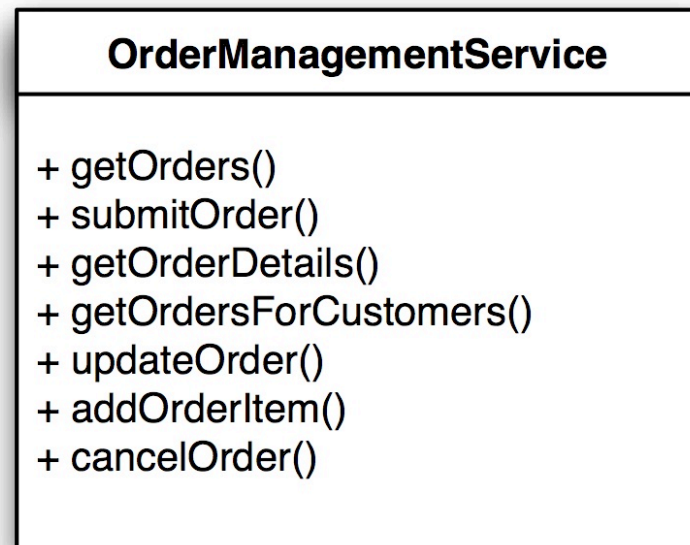 OrderManagementService
+ getOrders()
+ submitOrder()
+ getOrderDetails()
+ getOrdersForCustomers()
+ updateOrder()
+ addOrderItem()
+ cancelOrder()